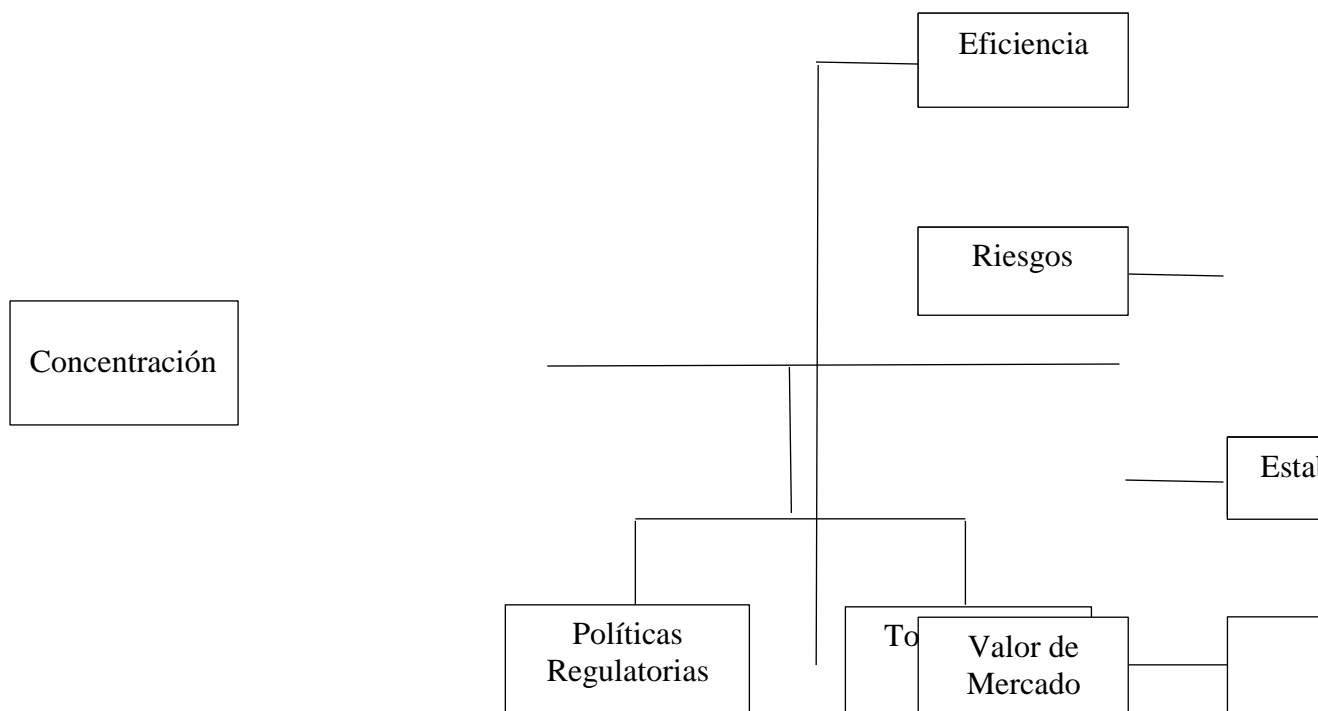 Eficiencia
Riesgos
Concentración
Políticas
Regulatorias
Valor de
Mercado